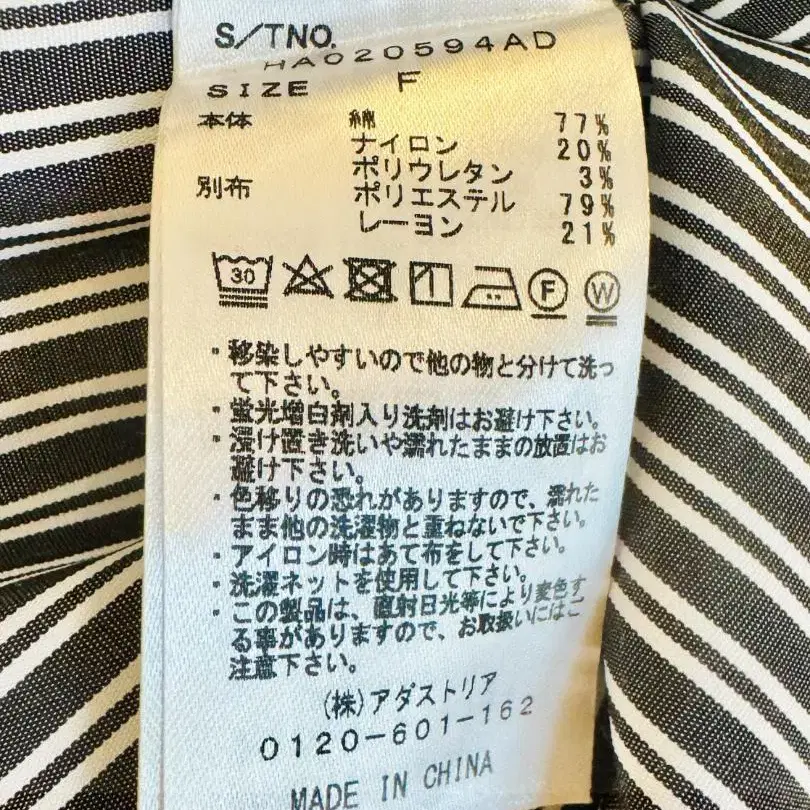 S/TNO.
HA020594AD
SIZE F
本体 綿 77%
ナイロン 20%
ポリウレタン 3%
別布 ポリエステル 79%
レーヨン 21%
30 F W
・移染しやすいので他の物と分けて洗っ
て下さい。
・蛍光増白剤入り洗剤はお避け下さい。
・浸け置き洗いや濡れたままの放置はお
避け下さい。
・色移りの恐れがありますので、濡れた
まま他の洗濯物と重ねないで下さい。
・アイロン時はあて布をして下さい。
・洗濯ネットを使用して下さい。
・この製品は、直射日光等により変色す
る事がありますので、お取扱いにはご
注意下さい。
(株)アダストリア
0120-601-162
MADE IN CHINA